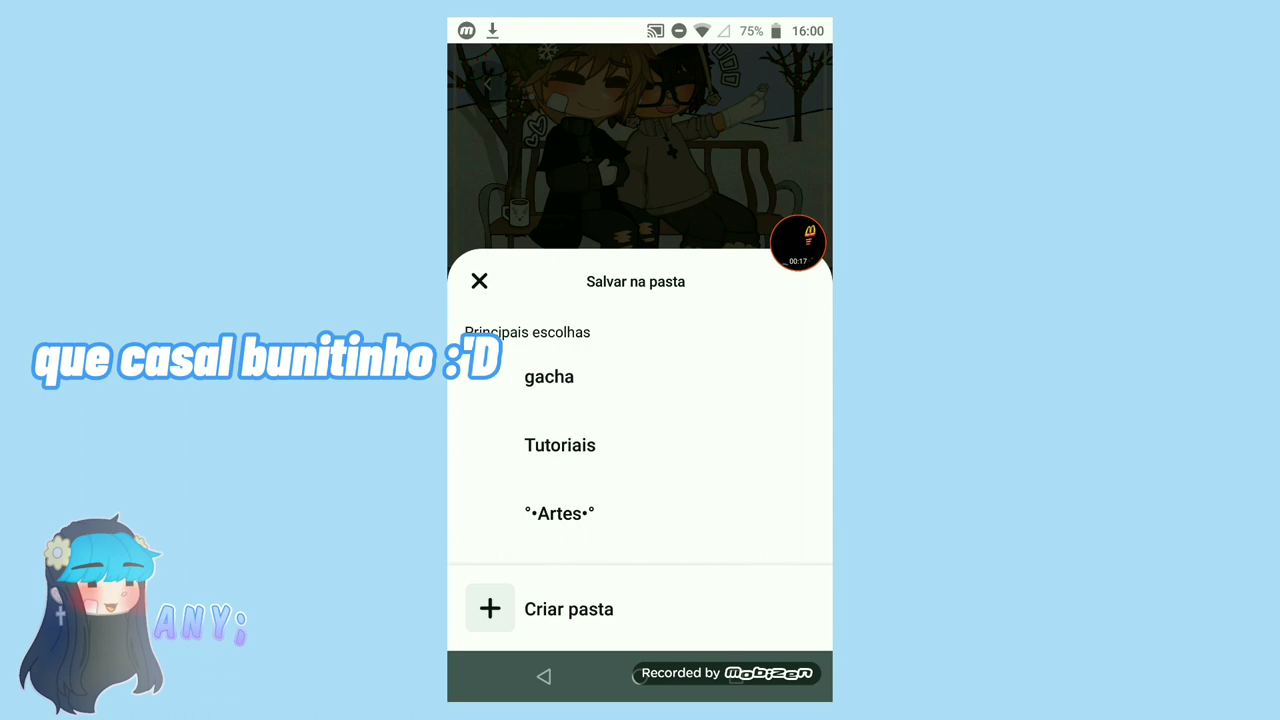 75% 16:00
00:17
Salvar na pasta
Principais escolhas
que casal bunitinho :'D
gacha
Tutoriais
°•Artes•°
Criar pasta
ANY;
Recorded by Mobizen